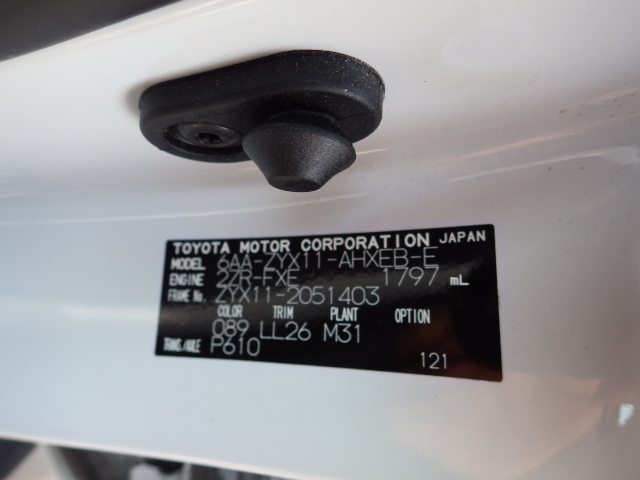 TOYOTA MOTOR CORPORATION JAPAN
MODEL 6AA-ZYX11-AHXEB-E
ENGINE 2ZR-FXE 1797 mL
FRAME No. ZYX11-2051403
COLOR TRIM PLANT OPTION
089 LL26 M31
TRANS./AXLE P610
121